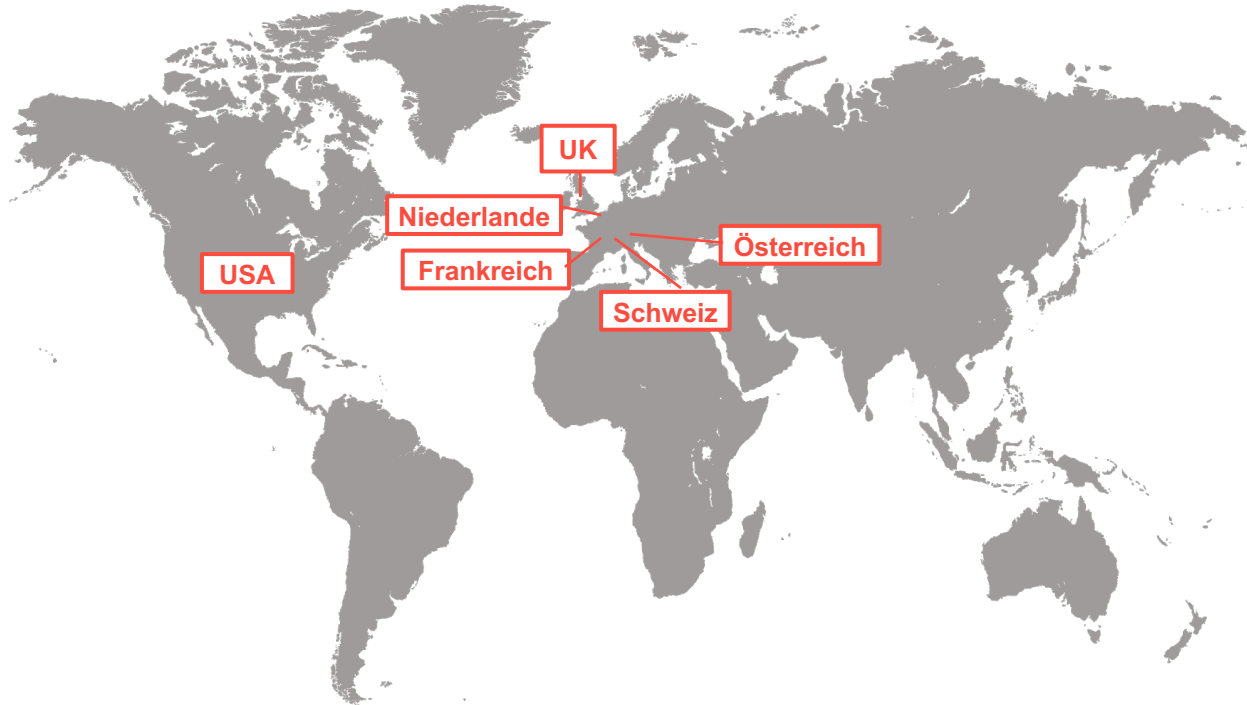 UK
Niederlande
Österreich
Frankreich
USA
Schweiz